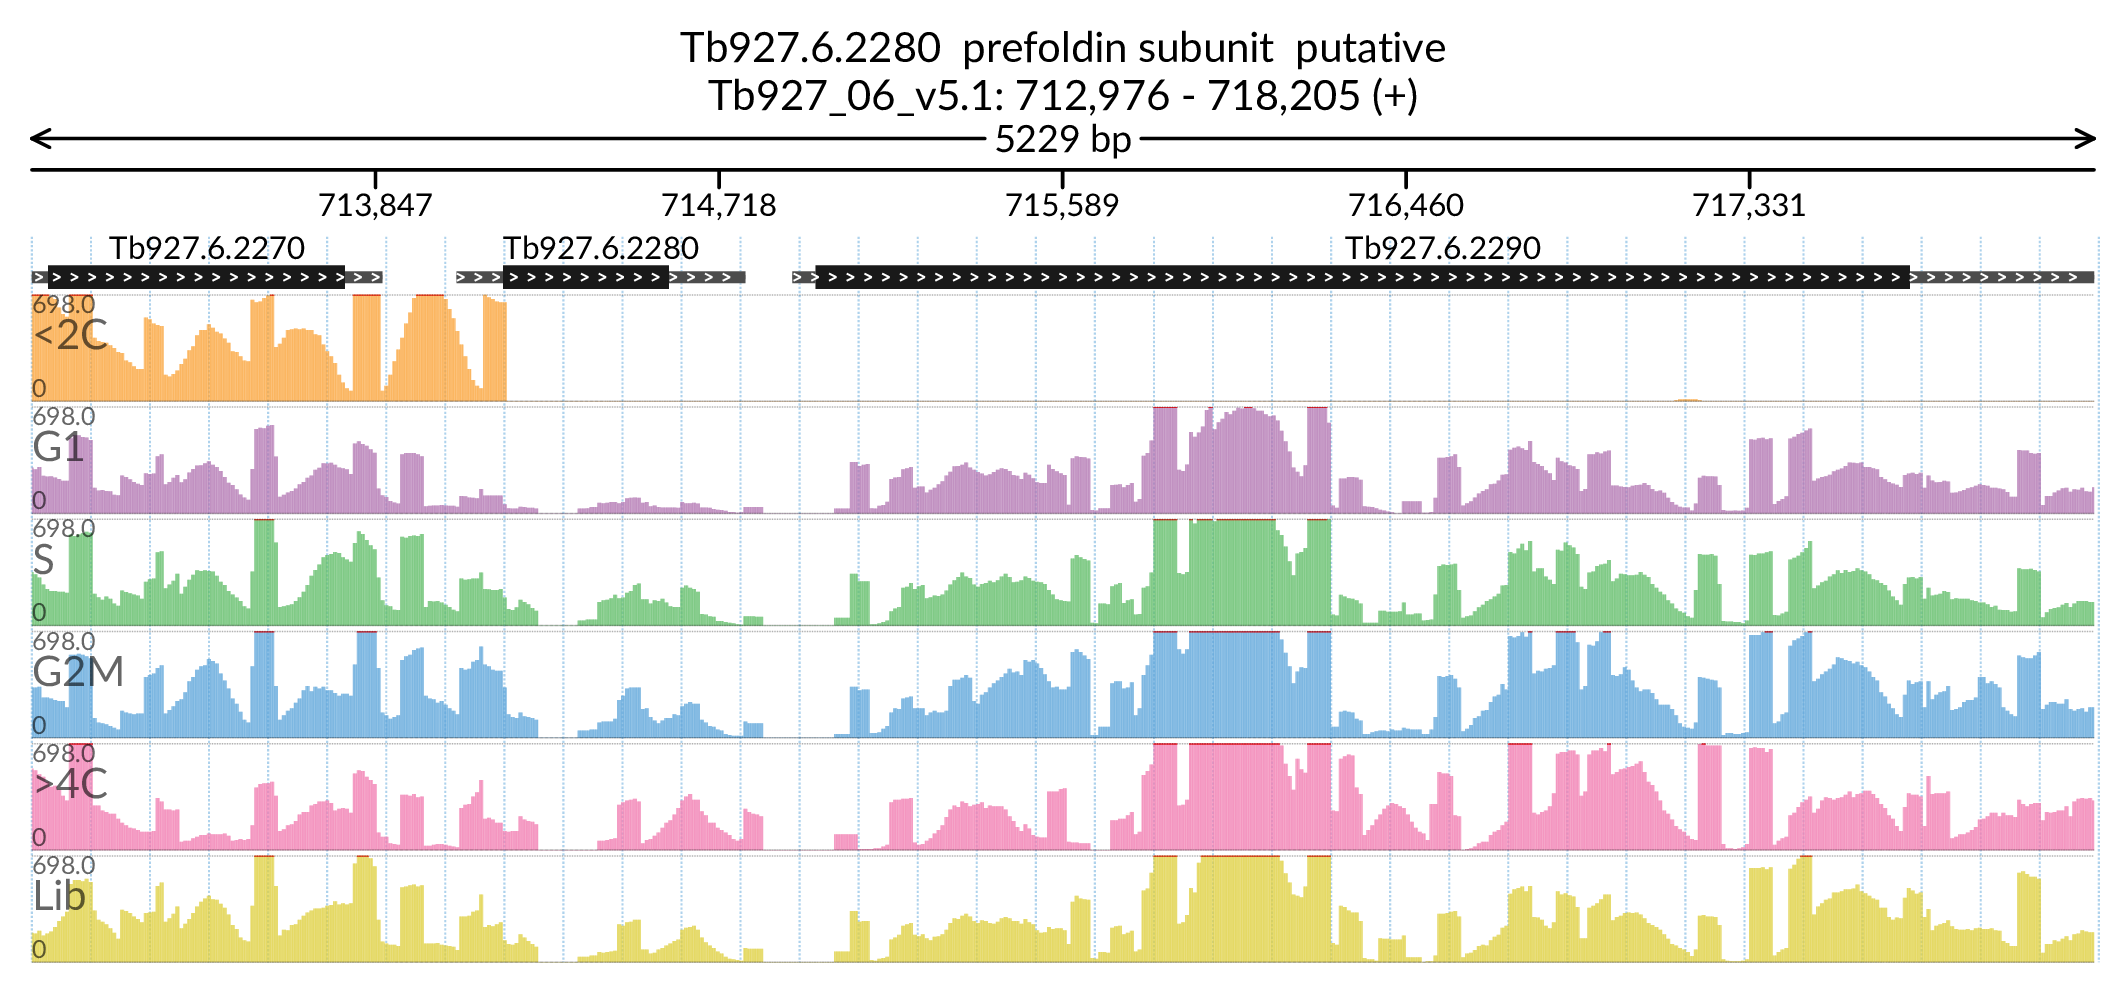 Tb927.6.2280  prefoldin subunit  putative
Tb927_06_v5.1: 712,976 - 718,205 (+)
5229 bp
713,847 714,718 715,589 716,460 717,331
Tb927.6.2270 Tb927.6.2280 Tb927.6.2290
698.0
<2C
0
698.0
G1
0
698.0
S
0
698.0
G2M
0
698.0
>4C
0
698.0
Lib
0